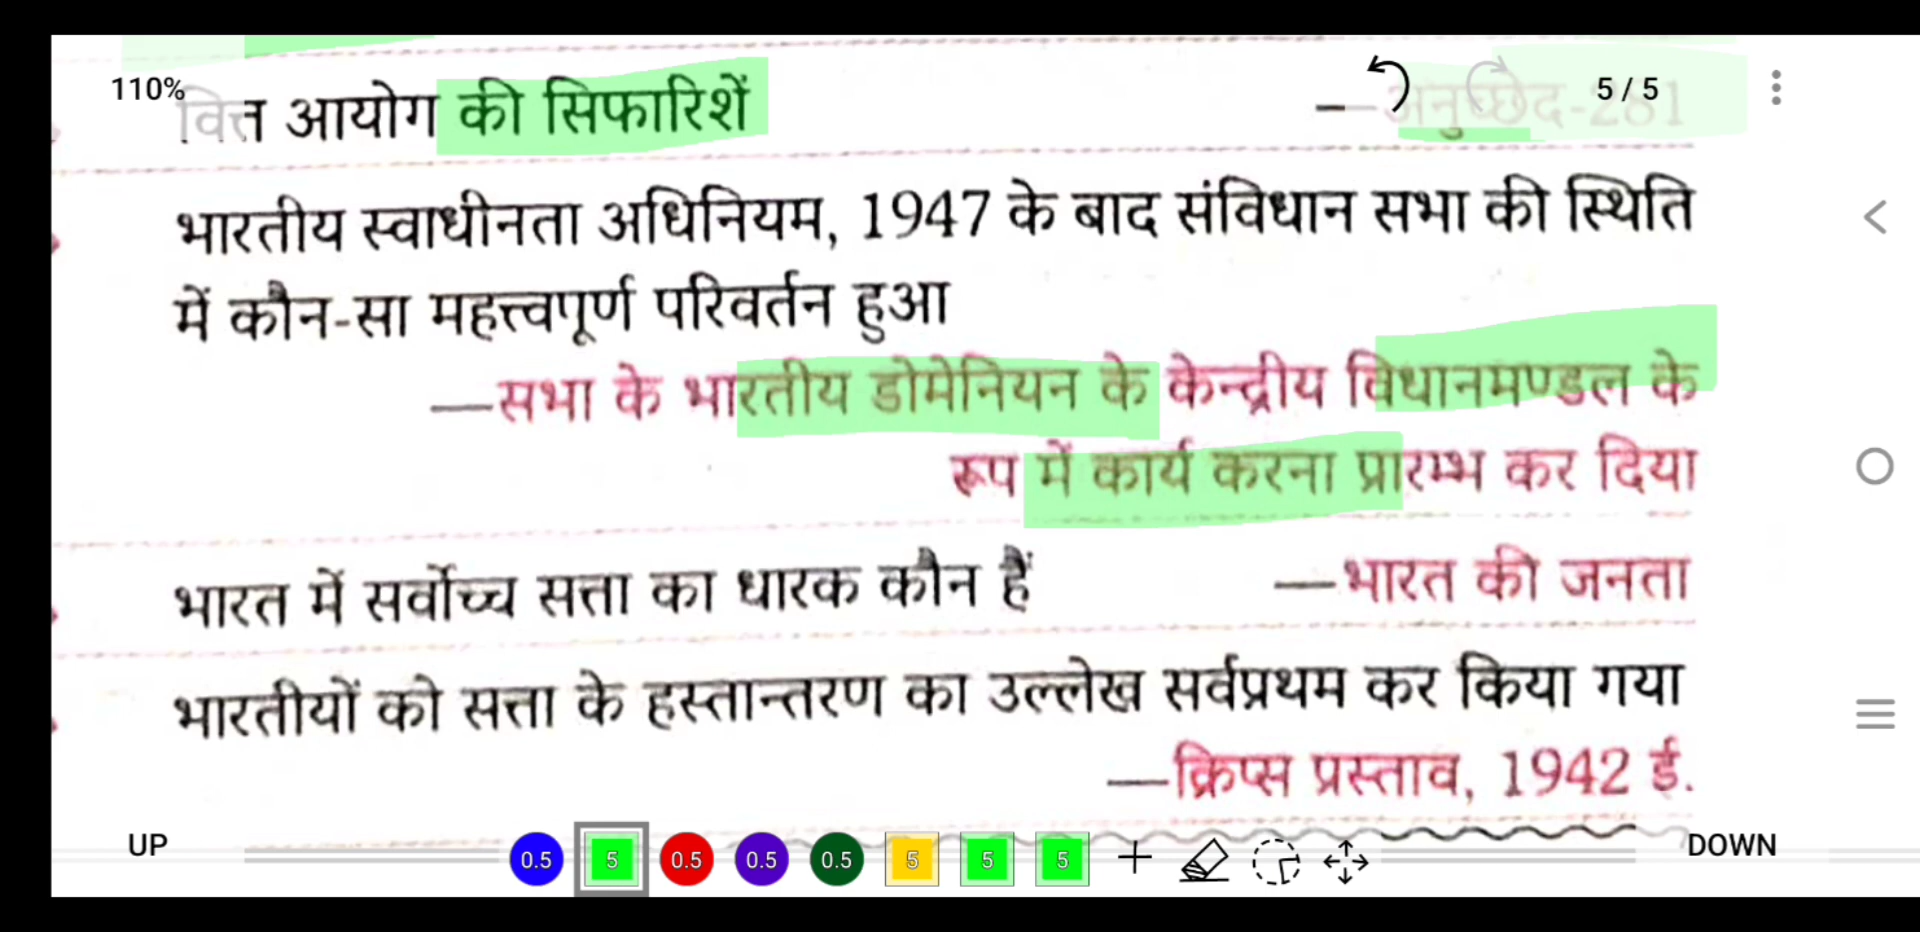 110%
5 / 5
वित्त आयोग की सिफारिशें — अनुच्छेद-281
भारतीय स्वाधीनता अधिनियम, 1947 के बाद संविधान सभा की स्थिति
में कौन-सा महत्त्वपूर्ण परिवर्तन हुआ
—सभा के भारतीय डोमेनियन के केन्द्रीय विधानमण्डल के
रूप में कार्य करना प्रारम्भ कर दिया
भारत में सर्वोच्च सत्ता का धारक कौन हैं —भारत की जनता
भारतीयों को सत्ता के हस्तान्तरण का उल्लेख सर्वप्रथम कर किया गया
—क्रिप्स प्रस्ताव, 1942 ई.
UP
0.5 5 0.5 0.5 0.5 5 5 5
DOWN